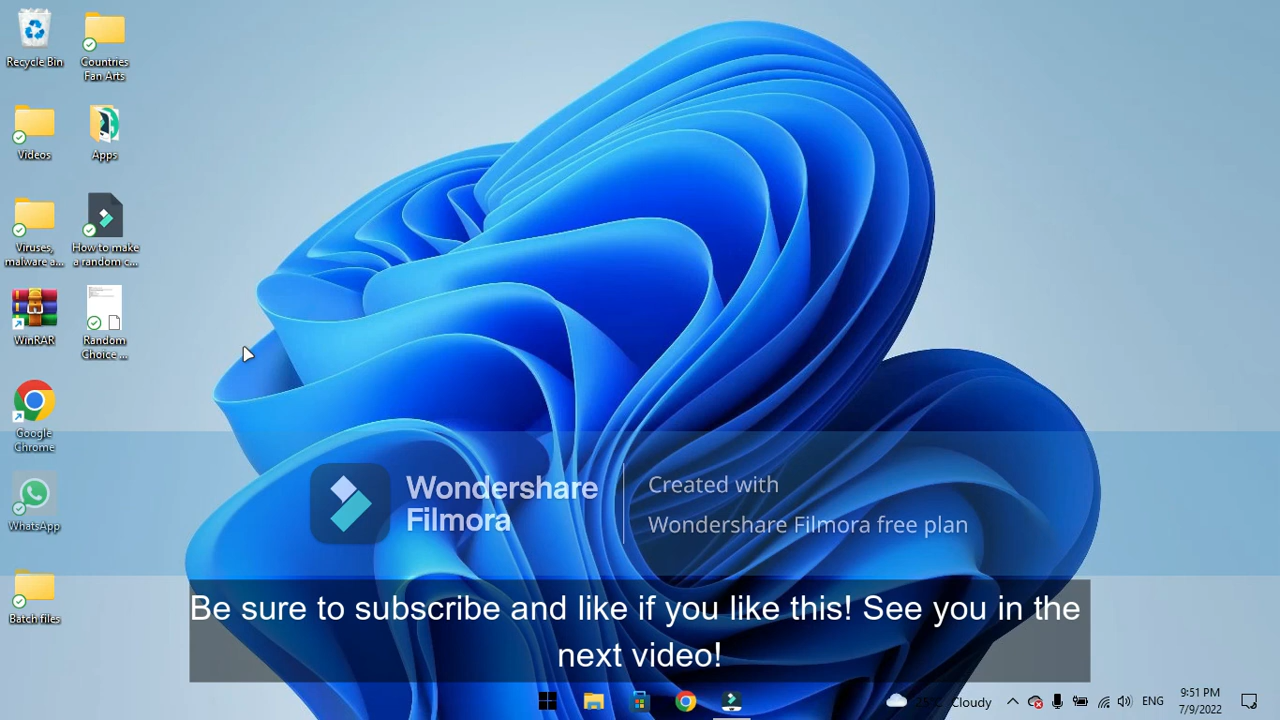 Recycle Bin
Countries
Fan Arts
Videos
Apps
Viruses,
malware a...
How to make
a random c...
WinRAR
Random
Choice ...
Google
Chrome
WhatsApp
Batch files
Wondershare
Filmora
Created with
Wondershare Filmora free plan
Be sure to subscribe and like if you like this! See you in the
next video!
Cloudy
ENG
9:51 PM
7/9/2022